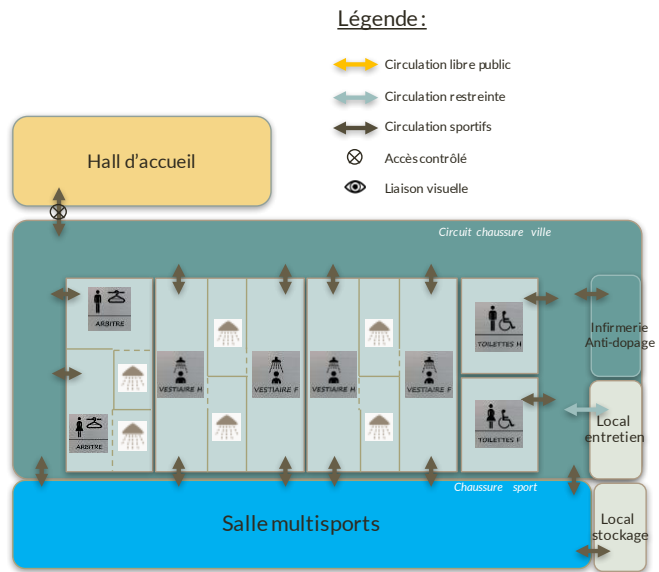 Légende :
Circulation libre public
Circulation restreinte
Circulation sportifs
Accès contrôlé
Liaison visuelle
Hall d'accueil
Circuit chaussure ville
ARBITRE
VESTIAIRE H
VESTIAIRE F
VESTIAIRE H
VESTIAIRE F
TOILETTES H
Infirmerie
Anti-dopage
ARBITRE
TOILETTES F
Local
entretien
Chaussure sport
Salle multisports
Local
stockage